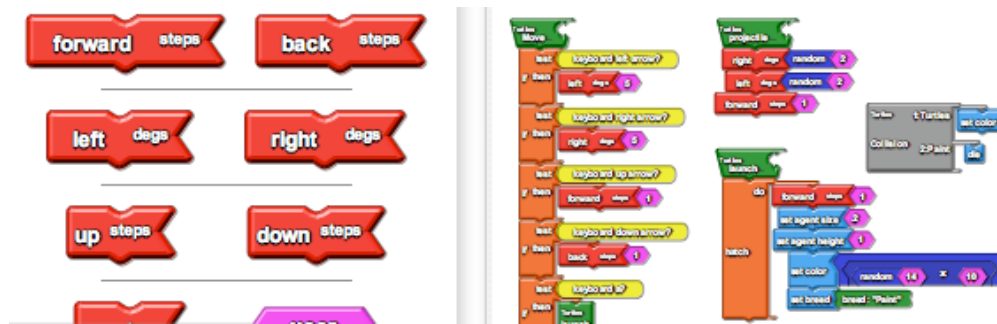 forward steps
back steps
left degs
right degs
up steps
down steps
Turtles
Move
test keyboard left arrow?
if then left degs 5
test keyboard right arrow?
if then right degs 5
test keyboard up arrow?
if then forward steps 1
test keyboard down arrow?
if then back steps 1
test keyboard a?
if then
Turtles
Turtles
projectile
right degs random 2
left degs random 2
forward steps 1
Turtles 1:Turtles set color
Collision 2:Paint die
Turtles
launch
hatch do forward steps 1
set agent size 2
set agent height 1
set color random 14 x 10
set breed breed : "Paint"